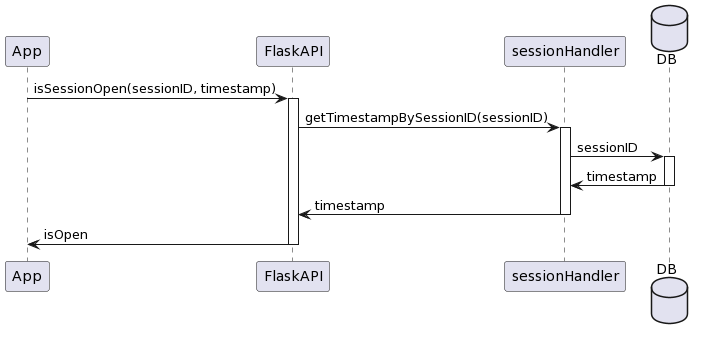 DB
App
FlaskAPI
sessionHandler
isSessionOpen(sessionID, timestamp)
getTimestampBySessionID(sessionID)
sessionID
timestamp
timestamp
isOpen
App
FlaskAPI
sessionHandler
DB